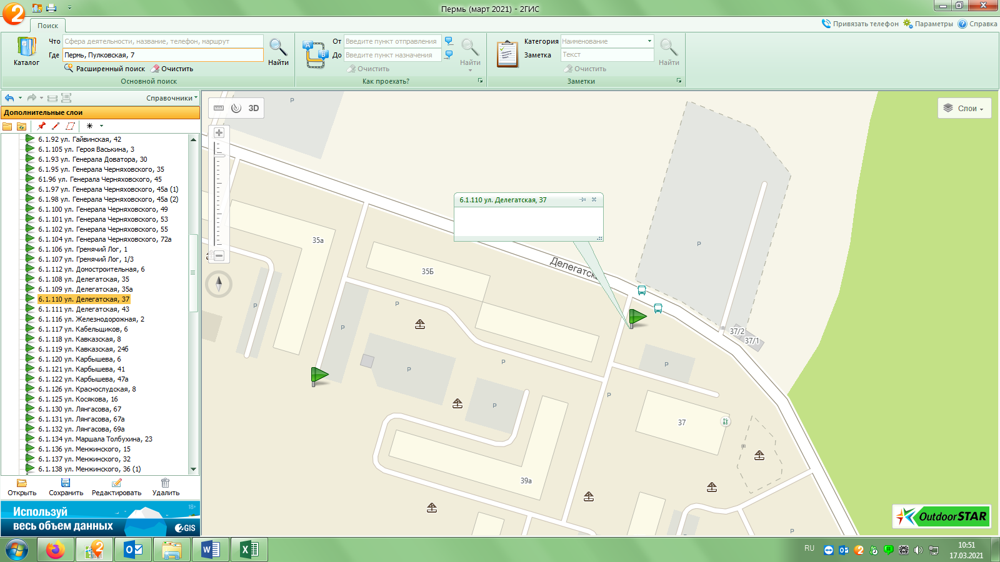 Пермь (март 2021) - 2ГИС
Поиск
Привязать телефон
Параметры
Справка
Каталог
Что
Сфера деятельности, название, телефон, маршрут
Где
Пермь, Пулковская, 7
Расширенный поиск
Очистить
Найти
Основной поиск
От
Введите пункт отправления
До
Введите пункт назначения
Очистить
Найти
Как проехать?
Категория
Наименование
Заметка
Текст
Очистить
Найти
Заметки
Справочники
Дополнительные слои
6.1.92 ул. Гайвинская, 42
6.1.105 ул. Героя Васькина, 3
6.1.93 ул. Генерала Доватора, 30
6.1.95 ул. Генерала Черняховского, 35
61.96 ул. Генерала Черняховского, 45
6.1.97 ул. Генерала Черняховского, 45а (1)
6.1.98 ул. Генерала Черняховского, 45а (2)
6.1.100 ул. Генерала Черняховского, 49
6.1.101 ул. Генерала Черняховского, 53
6.1.102 ул. Генерала Черняховского, 55
6.1.104 ул. Генерала Черняховского, 72а
6.1.106 ул. Гремячий Лог, 1
6.1.107 ул. Гремячий Лог, 1/3
6.1.112 ул. Домостроительная, 6
6.1.108 ул. Делегатская, 35
6.1.109 ул. Делегатская, 35а
6.1.110 ул. Делегатская, 37
6.1.111 ул. Делегатская, 43
6.1.116 ул. Железнодорожная, 2
6.1.117 ул. Кабельщиков, 6
6.1.118 ул. Кавказская, 8
6.1.119 ул. Кавказская, 24б
6.1.120 ул. Карбышева, 6
6.1.121 ул. Карбышева, 41
6.1.122 ул. Карбышева, 47а
6.1.126 ул. Краснослудская, 8
6.1.125 ул. Косякова, 16
6.1.130 ул. Лянгасова, 67
6.1.131 ул. Лянгасова, 67а
6.1.132 ул. Лянгасова, 69а
6.1.134 ул. Маршала Толбухина, 23
6.1.136 ул. Менжинского, 15
6.1.137 ул. Менжинского, 32
6.1.138 ул. Менжинского, 36 (1)
Открыть
Сохранить
Редактировать
Удалить
Используй
весь объем данных
18+
2GIS
3D
Слои
P
6.1.110 ул. Делегатская, 37
35а
P
35Б
Делегатска
P
P
P
37/2
37/1
P
P
P
P
P
P
37
39а
P
OutdoorSTAR
RU
10:51
17.03.2021